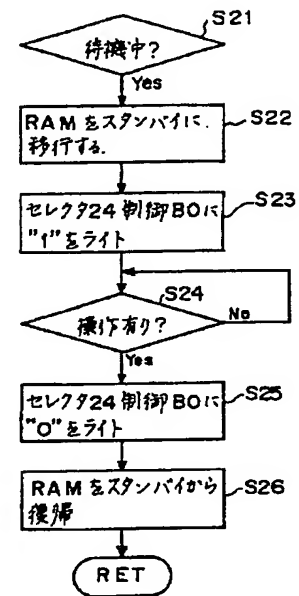 S21
待機中?
Yes
S22
RAMをスタンバイに
移行する.
S23
セレクタ24制御B0に
"1"をライト
S24
操作有り?
No
Yes
S25
セレクタ24制御B0に
"0"をライト
S26
RAMをスタンバイから
復帰
RET